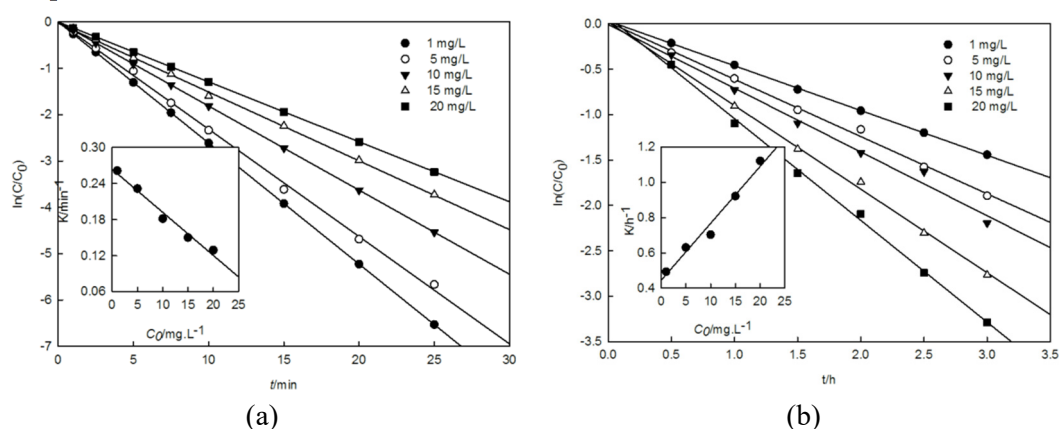 0
-1
-2
-3
-4
-5
-6
-7
ln(C/C0)
1 mg/L
5 mg/L
10 mg/L
15 mg/L
20 mg/L
0.30
0.24
0.18
0.12
0.06
K/min-
0 5 10 15 20 25
C0/mg.L-1
0 5 10 15 20 25 30
t/min
(a)
0.0
-0.5
-1.0
-1.5
-2.0
-2.5
-3.0
-3.5
ln(C/C0)
1 mg/L
5 mg/L
10 mg/L
15 mg/L
20 mg/L
1.2
1.0
0.8
0.6
0.4
K/h-1
0 5 10 15 20 25
C0/mg.L-1
0.0 0.5 1.0 1.5 2.0 2.5 3.0 3.5
t/h
(b)